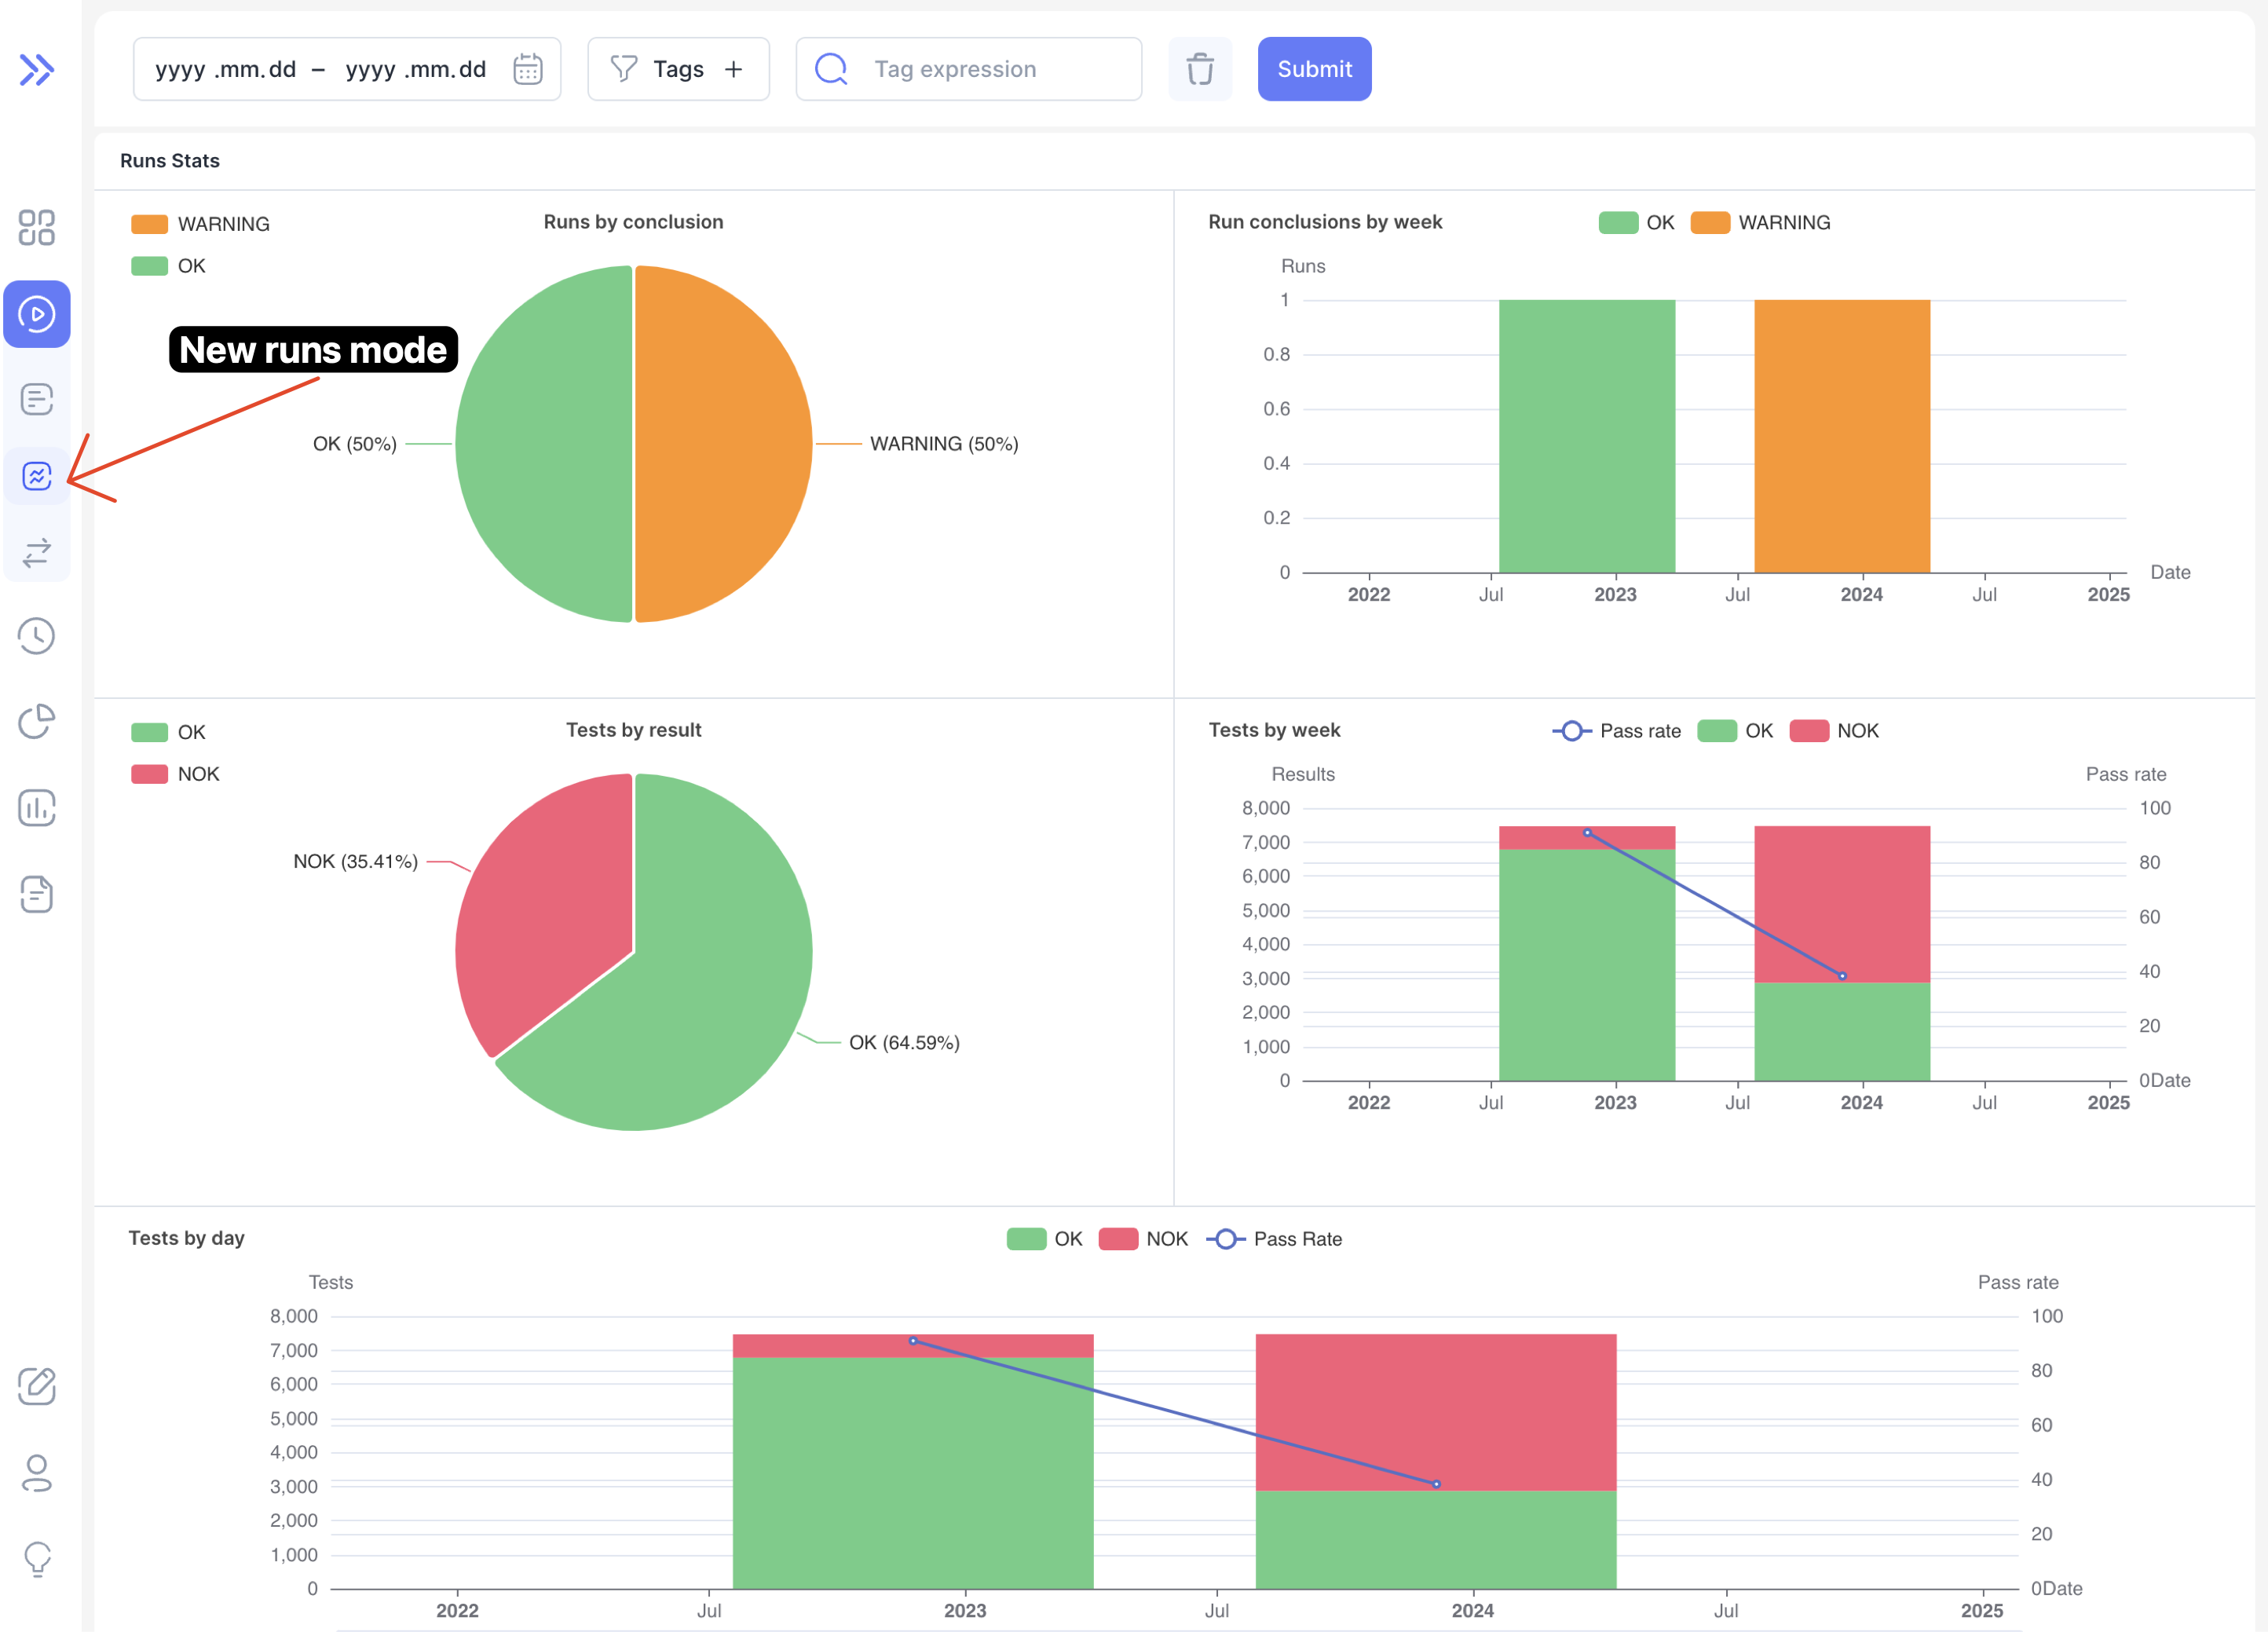 yyyy .mm.dd – yyyy .mm.dd
Tags +
Tag expression
Submit
Runs Stats
WARNING
OK
Runs by conclusion
New runs mode
OK (50%)
WARNING (50%)
Run conclusions by week
OK WARNING
Runs
1
0.8
0.6
0.4
0.2
0
Date
2022 Jul 2023 Jul 2024 Jul 2025
OK
NOK
Tests by result
NOK (35.41%)
OK (64.59%)
Tests by week
Pass rate OK NOK
Results Pass rate
8,000 100
7,000
80
6,000
5,000
60
4,000
40
3,000
2,000
20
1,000
0 0Date
2022 Jul 2023 Jul 2024 Jul 2025
Tests by day
OK NOK Pass Rate
Tests Pass rate
8,000 100
7,000
80
6,000
5,000
60
4,000
40
3,000
2,000
20
1,000
0 0Date
2022 Jul 2023 Jul 2024 Jul 2025